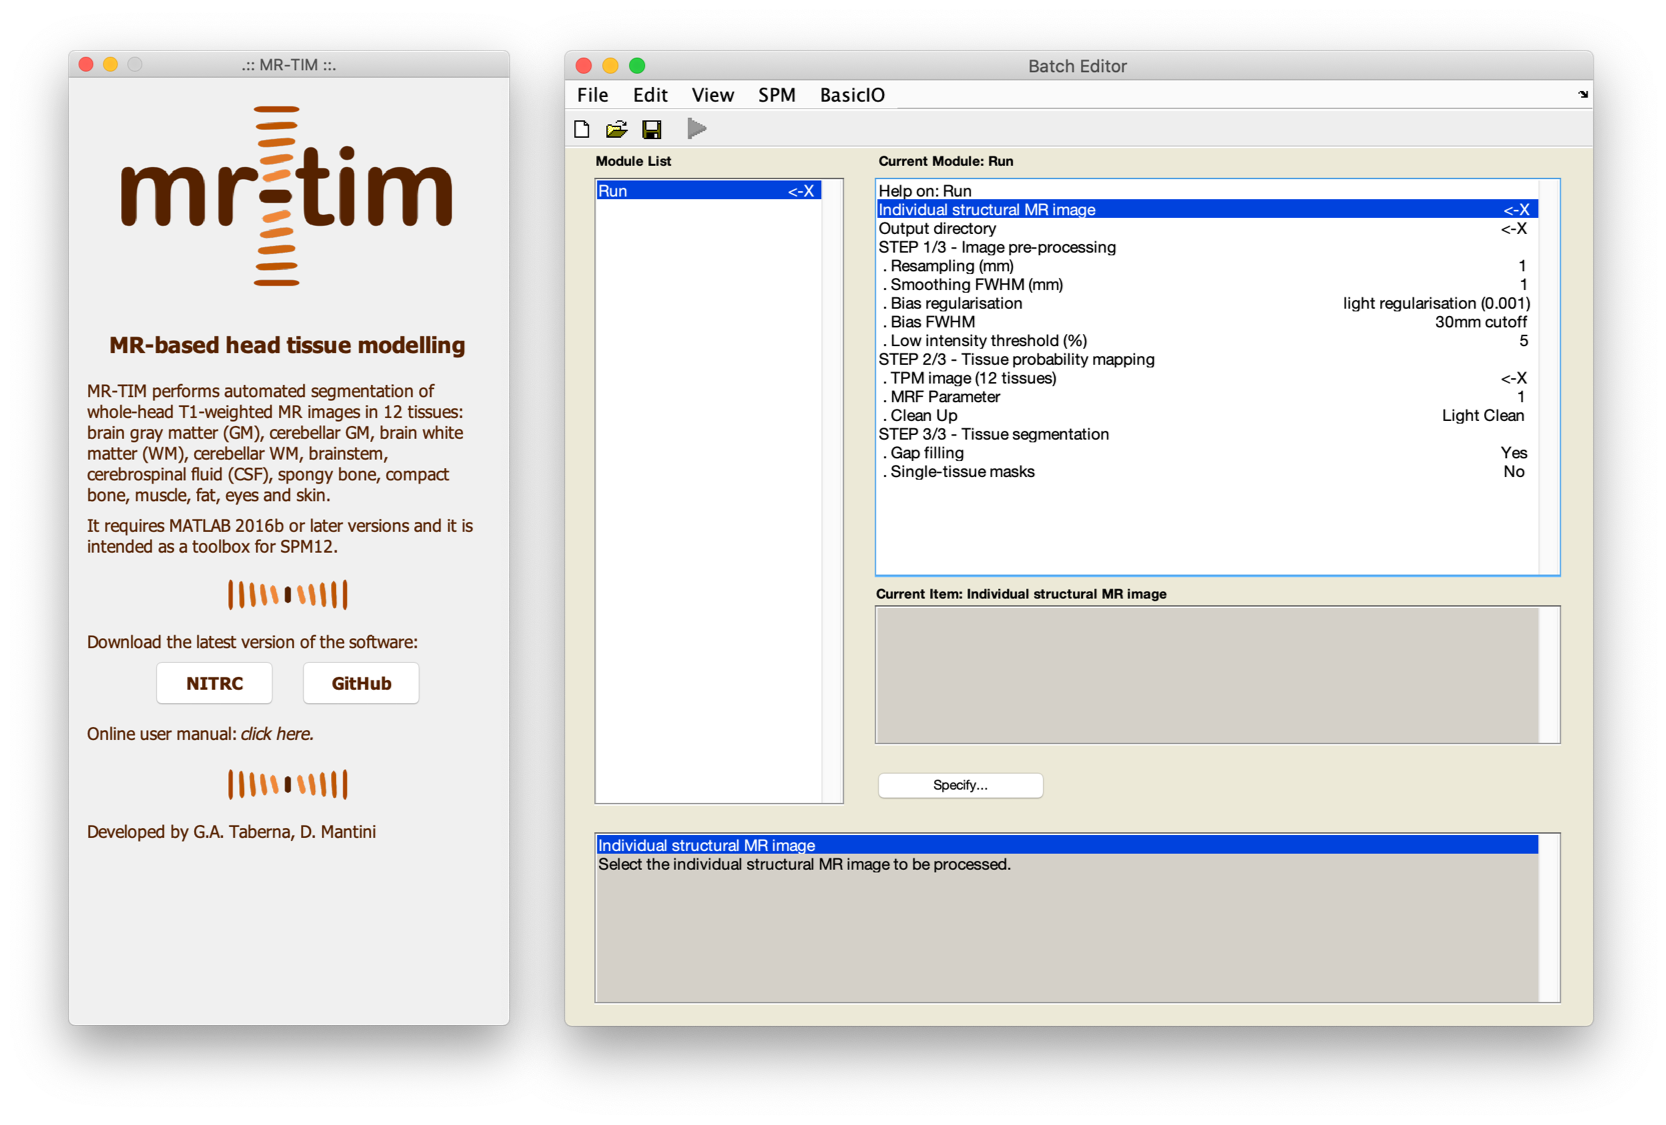 .:: MR-TIM ::.
mr-tim
MR-based head tissue modelling
MR-TIM performs automated segmentation of
whole-head T1-weighted MR images in 12 tissues:
brain gray matter (GM), cerebellar GM, brain white
matter (WM), cerebellar WM, brainstem,
cerebrospinal fluid (CSF), spongy bone, compact
bone, muscle, fat, eyes and skin.
It requires MATLAB 2016b or later versions and it is
intended as a toolbox for SPM12.
Download the latest version of the software:
NITRC GitHub
Online user manual: click here.
Developed by G.A. Taberna, D. Mantini
Batch Editor
File Edit View SPM BasicIO
Module List
Run <-X
Current Module: Run
Help on: Run
Individual structural MR image <-X
Output directory <-X
STEP 1/3 - Image pre-processing
. Resampling (mm) 1
. Smoothing FWHM (mm) 1
. Bias regularisation light regularisation (0.001)
. Bias FWHM 30mm cutoff
. Low intensity threshold (%) 5
STEP 2/3 - Tissue probability mapping
. TPM image (12 tissues) <-X
. MRF Parameter 1
. Clean Up Light Clean
STEP 3/3 - Tissue segmentation
. Gap filling Yes
. Single-tissue masks No
Current Item: Individual structural MR image
Specify...
Individual structural MR image
Select the individual structural MR image to be processed.